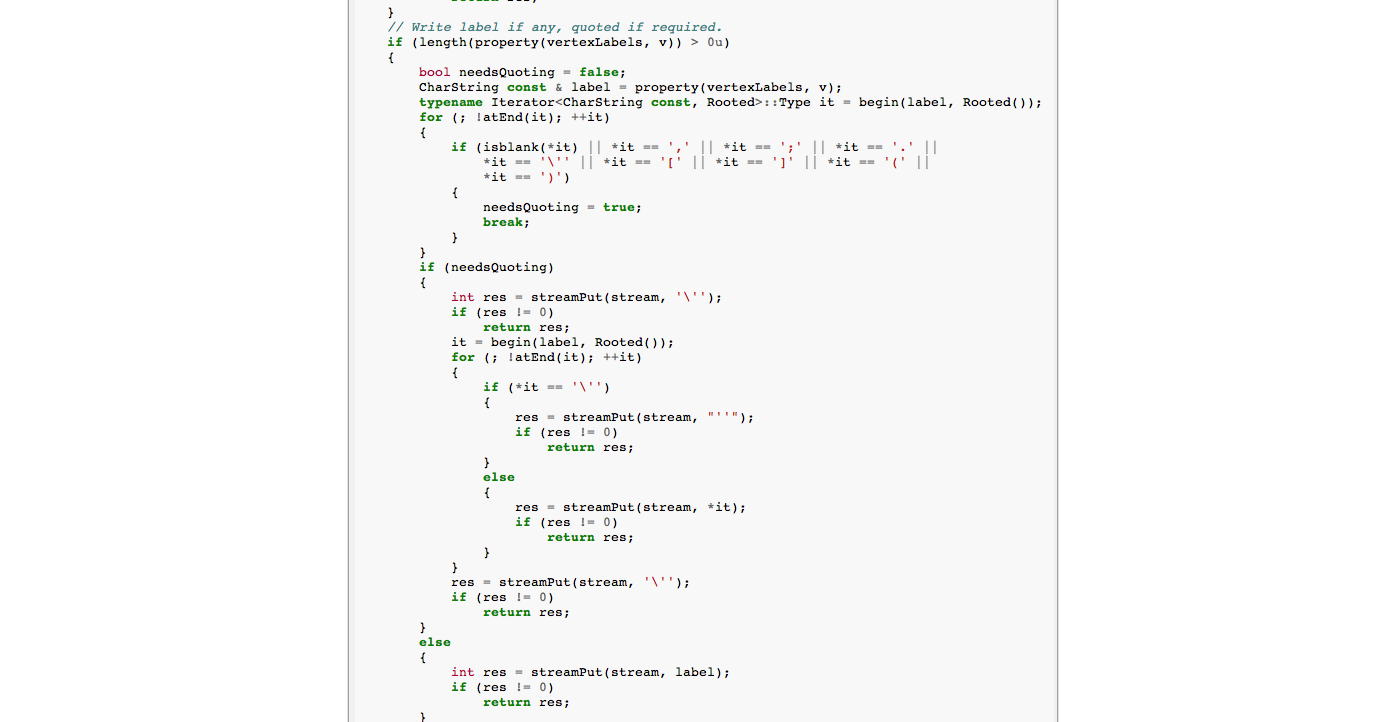 }
// Write label if any, quoted if required.
if (length(property(vertexLabels, v)) > 0u)
{
bool needsQuoting = false;
CharString const & label = property(vertexLabels, v);
typename Iterator<CharString const, Rooted>::Type it = begin(label, Rooted());
for (; !atEnd(it); ++it)
{
if (isblank(*it) || *it == ',' || *it == ';' || *it == '.' ||
*it == '\'' || *it == '[' || *it == ']' || *it == '(' ||
*it == ')')
{
needsQuoting = true;
break;
}
}
if (needsQuoting)
{
int res = streamPut(stream, '\'');
if (res != 0)
return res;
it = begin(label, Rooted());
for (; !atEnd(it); ++it)
{
if (*it == '\'')
{
res = streamPut(stream, "''");
if (res != 0)
return res;
}
else
{
res = streamPut(stream, *it);
if (res != 0)
return res;
}
}
res = streamPut(stream, '\'');
if (res != 0)
return res;
}
else
{
int res = streamPut(stream, label);
if (res != 0)
return res;
}